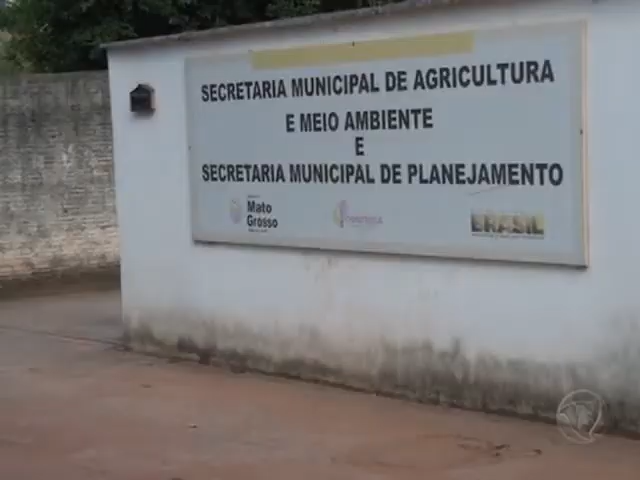 SECRETARIA MUNICIPAL DE AGRICULTURA
E MEIO AMBIENTE
E
SECRETARIA MUNICIPAL DE PLANEJAMENTO
Mato
Grosso
BRASIL